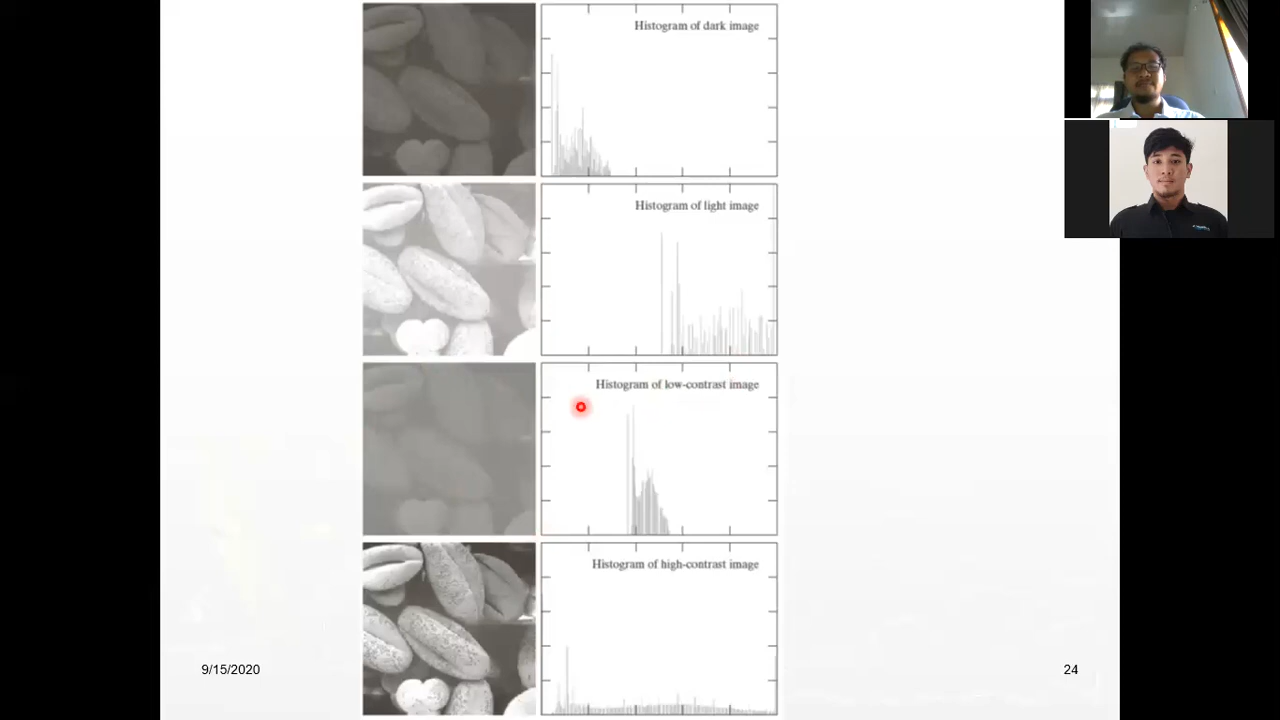 Histogram of dark image
Histogram of light image
Histogram of low-contrast image
Histogram of high-contrast image
9/15/2020
24